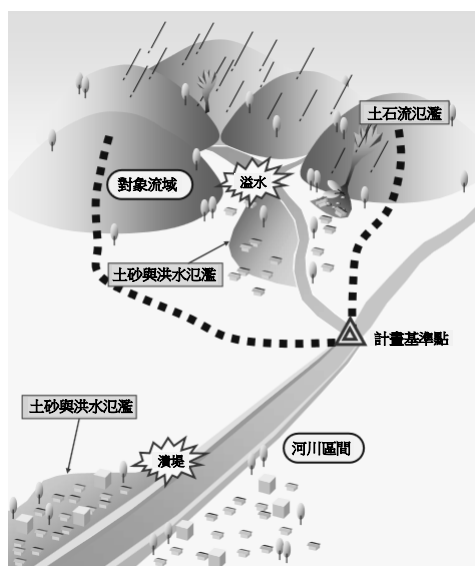 土石流氾濫
對象流域
溢水
土砂與洪水氾濫
計畫基準點
土砂與洪水氾濫
潰堤
河川區間